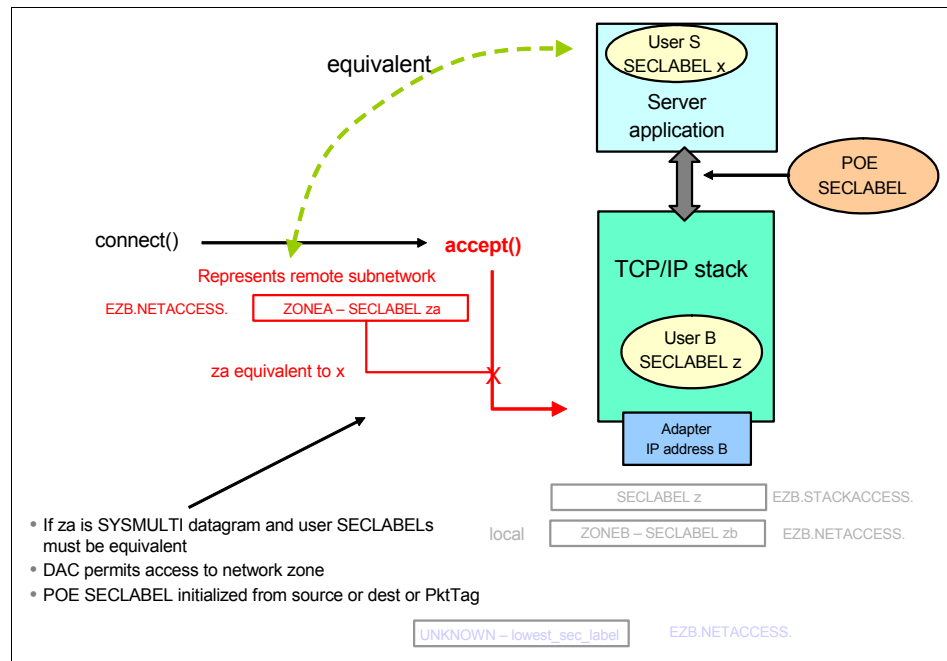 User S
SECLABEL x
Server
application
equivalent
POE
SECLABEL
connect()
accept()
TCP/IP stack
Represents remote subnetwork
EZB.NETACCESS.
ZONEA – SECLABEL za
User B
SECLABEL z
za equivalent to x
X
Adapter
IP address B
SECLABEL z
EZB.STACKACCESS.
local
ZONEB – SECLABEL zb
EZB.NETACCESS.
• If za is SYSMULTI datagram and user SECLABELs
must be equivalent
• DAC permits access to network zone
• POE SECLABEL initialized from source or dest or PktTag
UNKNOWN – lowest_sec_label
EZB.NETACCESS.